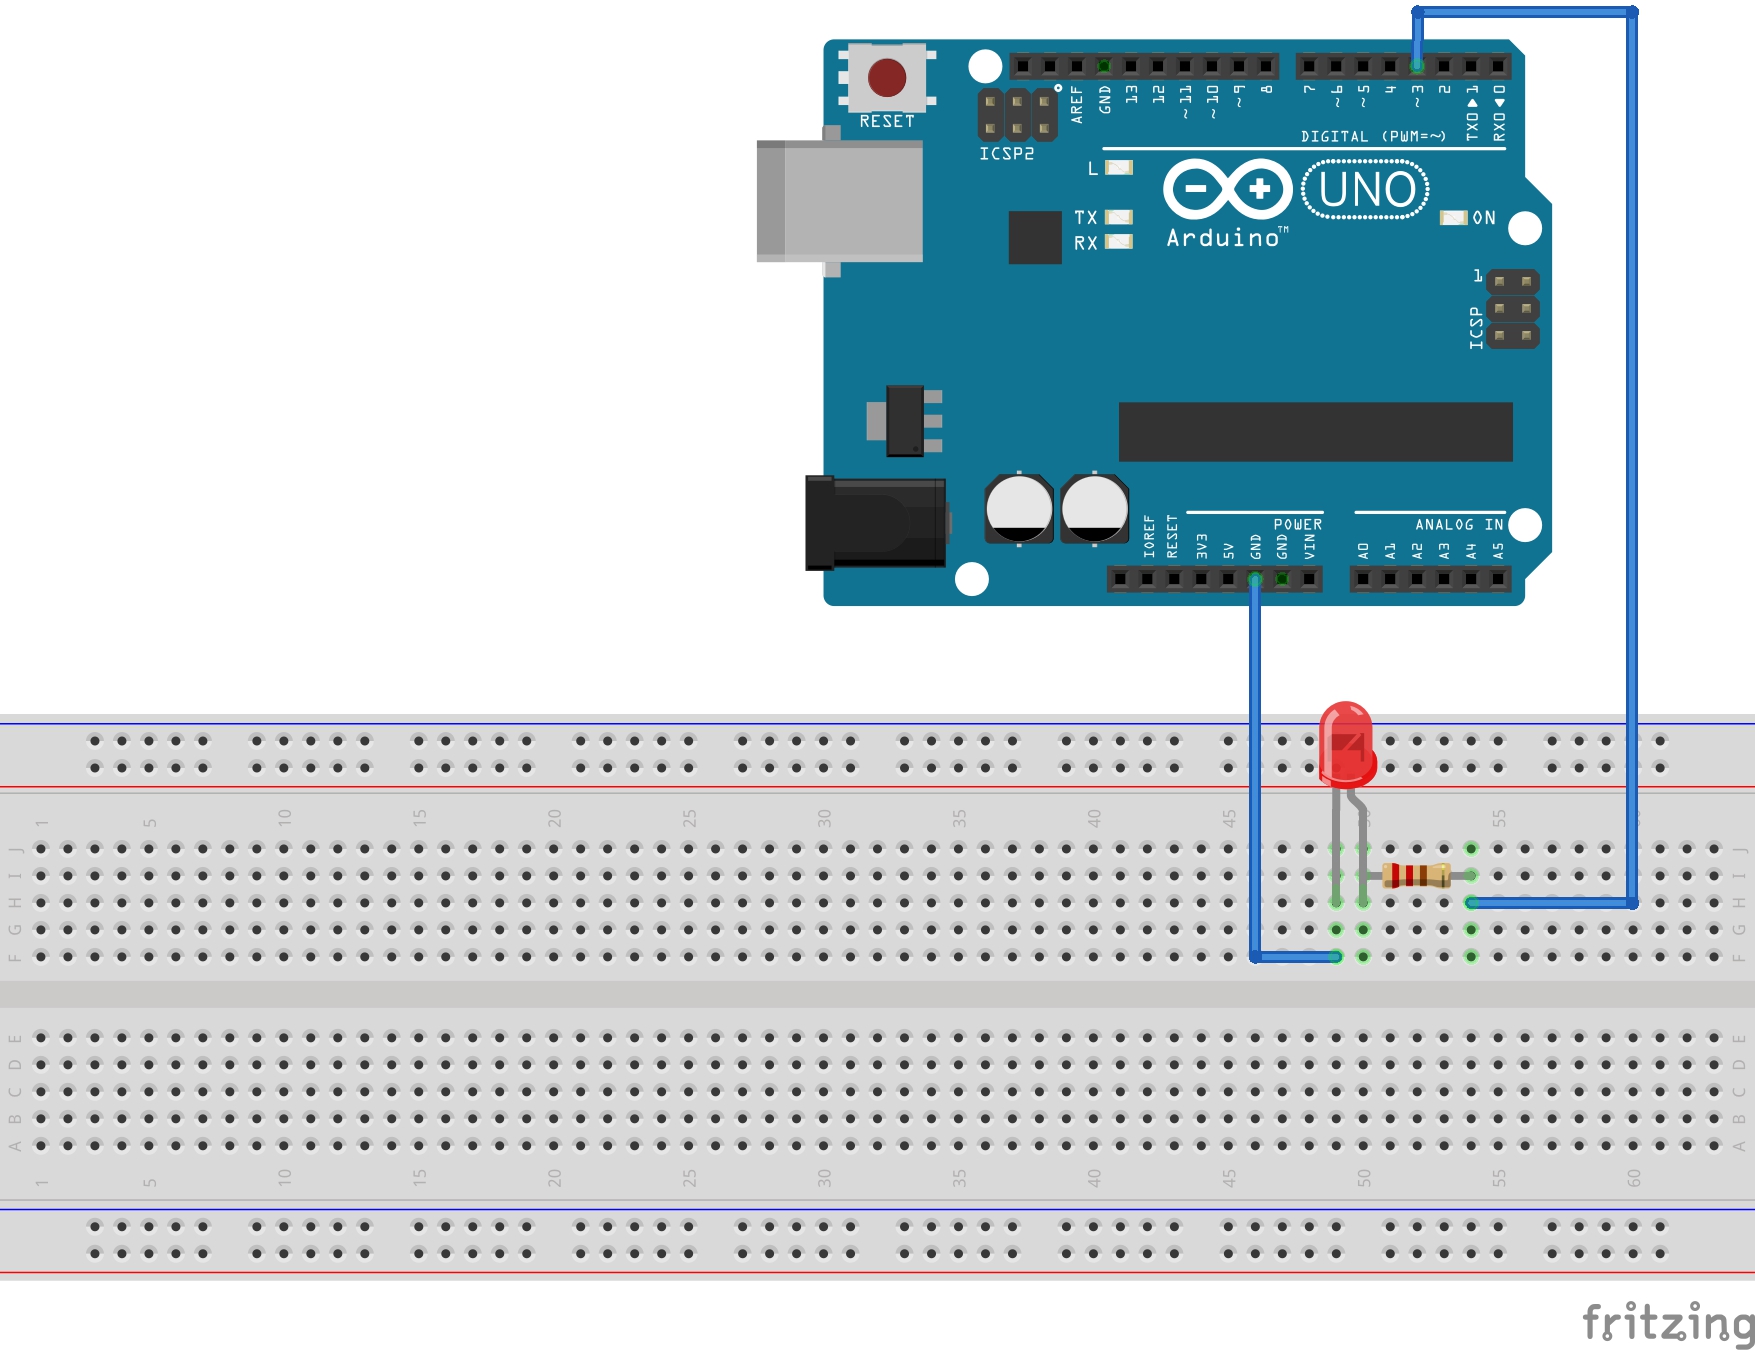 RESET
ICSP2
AREF
GND
13
12
~11
~10
~9
8
7
~6
~5
4
~3
2
TX0▶1
RX0◀0
DIGITAL (PWM=~)
L
TX
RX
Arduino™
UNO
ON
1
ICSP
IOREF
RESET
3V3
5V
GND
GND
VIN
POWER
A0
A1
A2
A3
A4
A5
ANALOG IN
1 5 10 15 20 25 30 35 40 45 55
J J
I I
H H
G G
F F
E E
D D
C C
B B
A A
1 5 10 15 20 25 30 35 40 45 50 55 60
fritzing